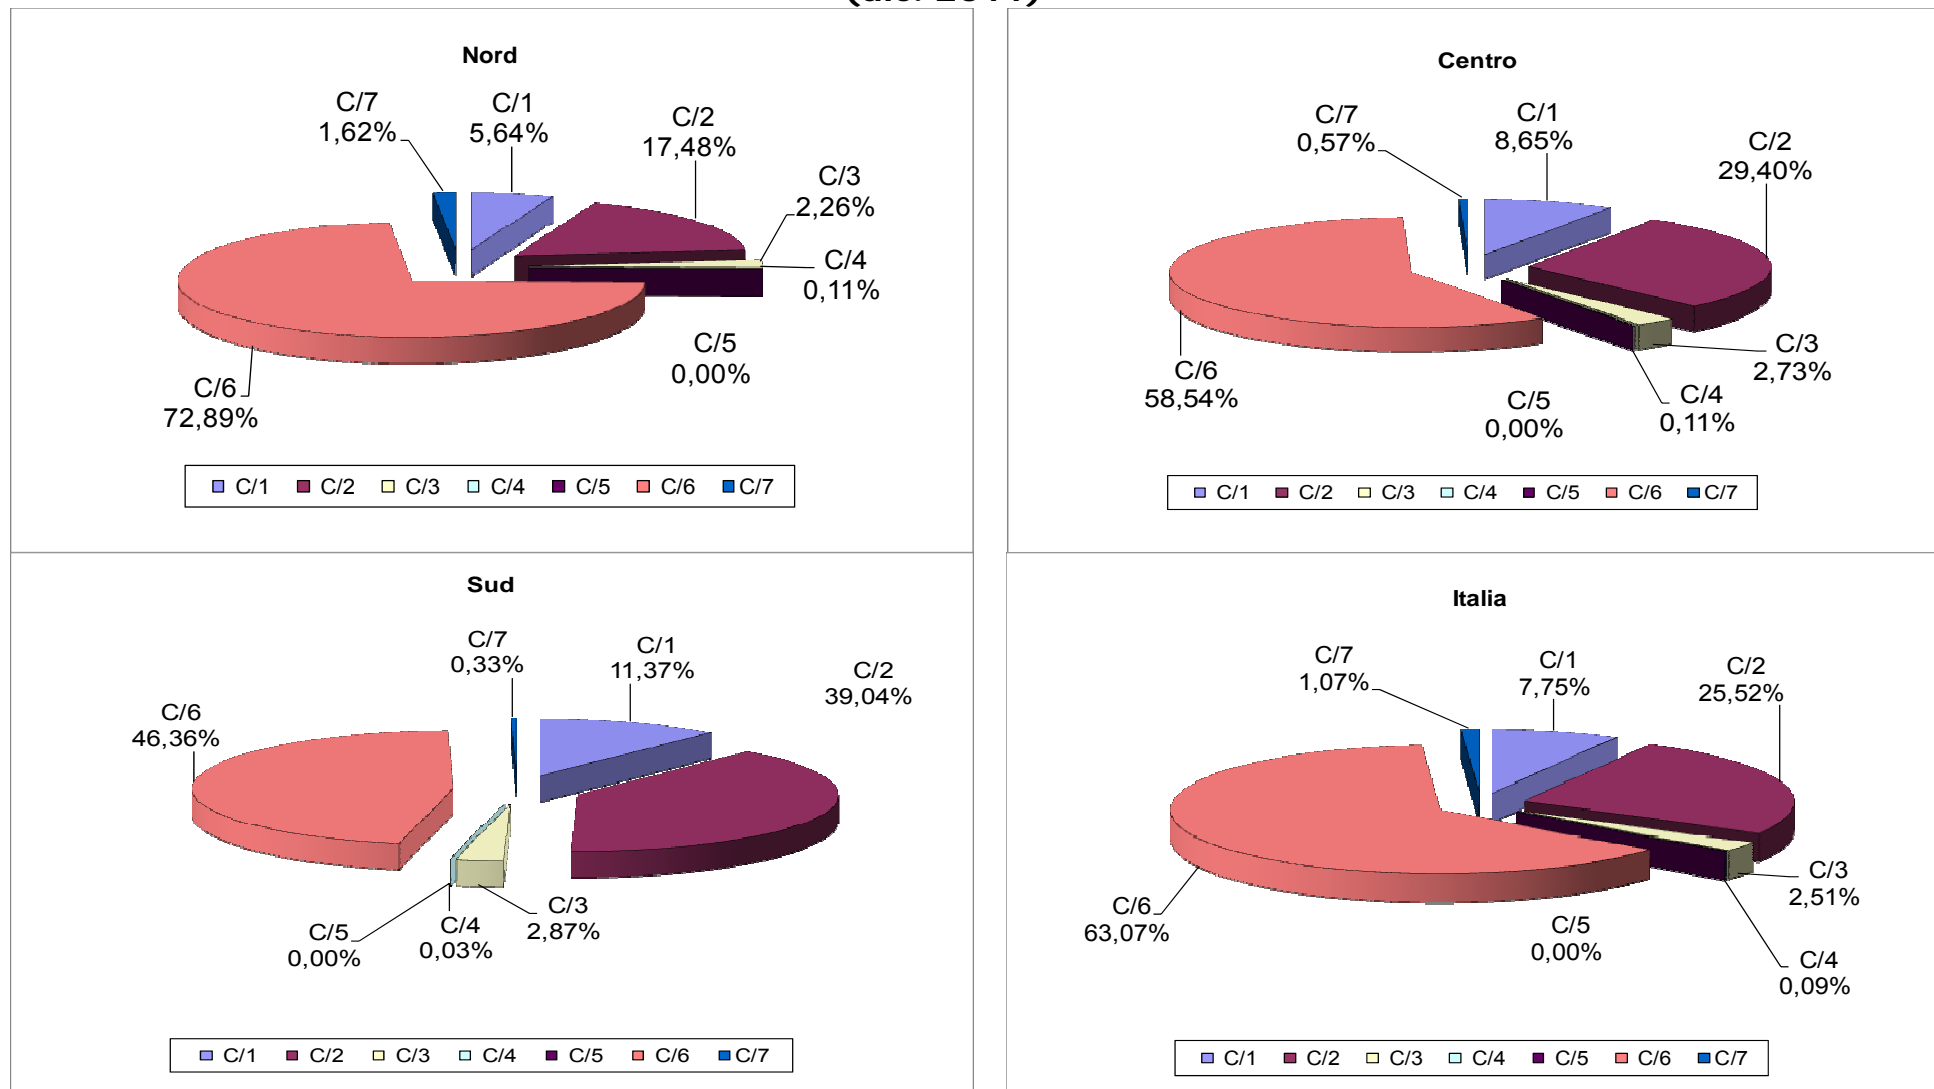 Nord
C/7
1,62%
C/1
5,64%
C/2
17,48%
C/3
2,26%
C/4
0,11%
C/5
0,00%
C/6
72,89%
C/1 C/2 C/3 C/4 C/5 C/6 C/7
Centro
C/7
0,57%
C/1
8,65%
C/2
29,40%
C/3
2,73%
C/4
0,11%
C/5
0,00%
C/6
58,54%
C/1 C/2 C/3 C/4 C/5 C/6 C/7
Sud
C/7
0,33%
C/1
11,37%
C/2
39,04%
C/6
46,36%
C/3
2,87%
C/4
0,03%
C/5
0,00%
C/1 C/2 C/3 C/4 C/5 C/6 C/7
Italia
C/7
1,07%
C/1
7,75%
C/2
25,52%
C/3
2,51%
C/4
0,09%
C/5
0,00%
C/6
63,07%
C/1 C/2 C/3 C/4 C/5 C/6 C/7